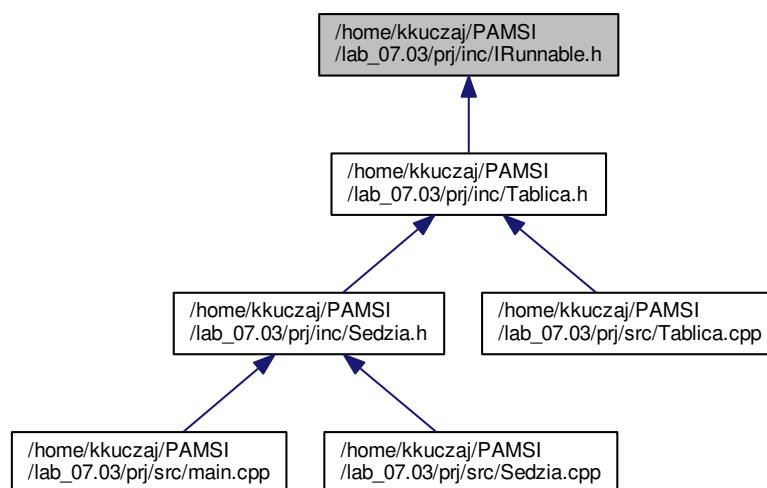 /home/kkuczaj/PAMSI
/lab_07.03/prj/inc/IRunnable.h
/home/kkuczaj/PAMSI
/lab_07.03/prj/inc/Tablica.h
/home/kkuczaj/PAMSI
/lab_07.03/prj/inc/Sedzia.h
/home/kkuczaj/PAMSI
/lab_07.03/prj/src/Tablica.cpp
/home/kkuczaj/PAMSI
/lab_07.03/prj/src/main.cpp
/home/kkuczaj/PAMSI
/lab_07.03/prj/src/Sedzia.cpp